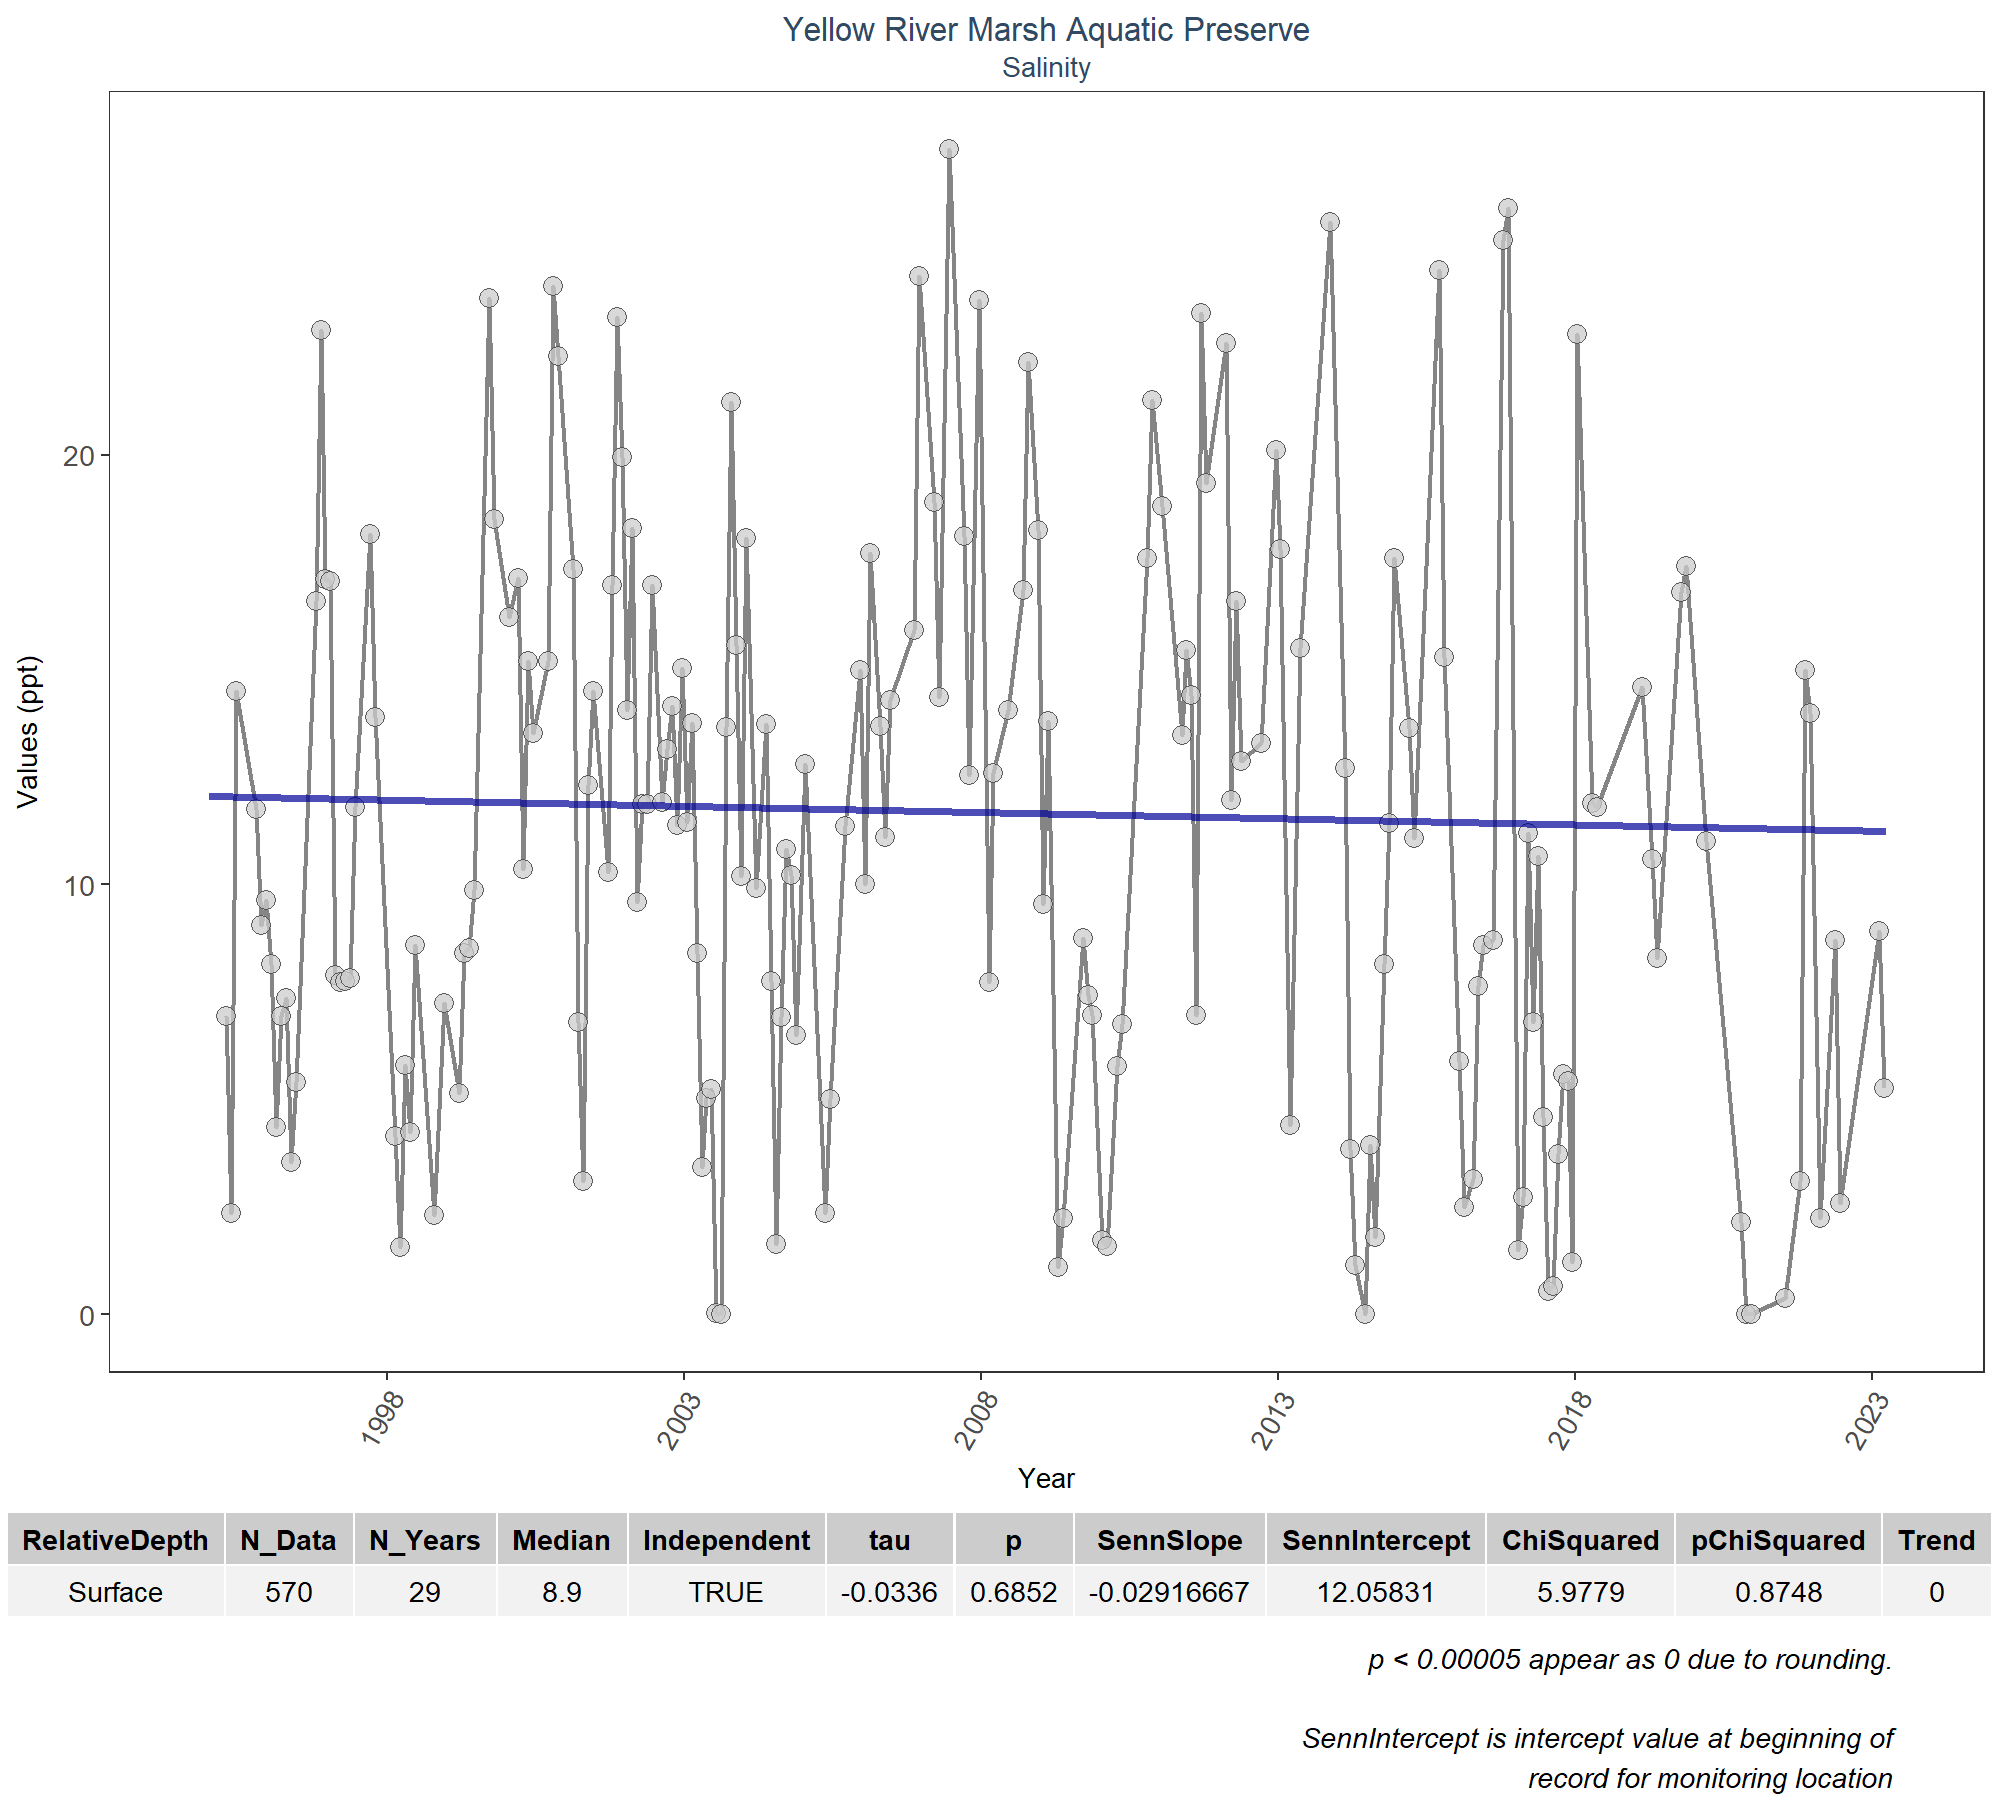 Yellow River Marsh Aquatic Preserve
Salinity
Values (ppt)
20
10
0
1998 2003 2008 2013 2018 2023
Year
RelativeDepth N_Data N_Years Median Independent tau p SennSlope SennIntercept ChiSquared pChiSquared Trend
Surface 570 29 8.9 TRUE -0.0336 0.6852 -0.02916667 12.05831 5.9779 0.8748 0
p < 0.00005 appear as 0 due to rounding.
SennIntercept is intercept value at beginning of
record for monitoring location